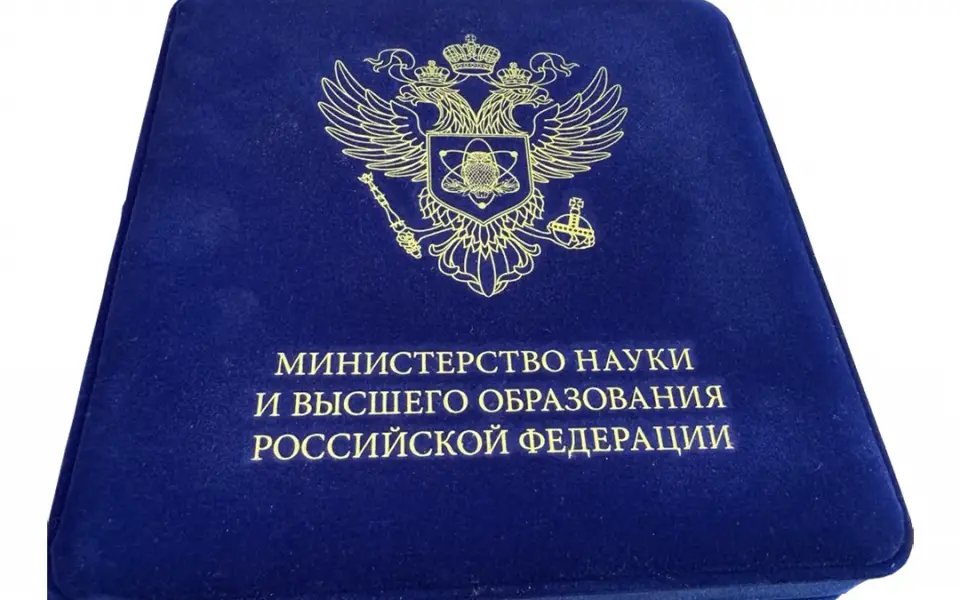 МИНИСТЕРСТВО НАУКИ
И ВЫСШЕГО ОБРАЗОВАНИЯ
РОССИЙСКОЙ ФЕДЕРАЦИИ